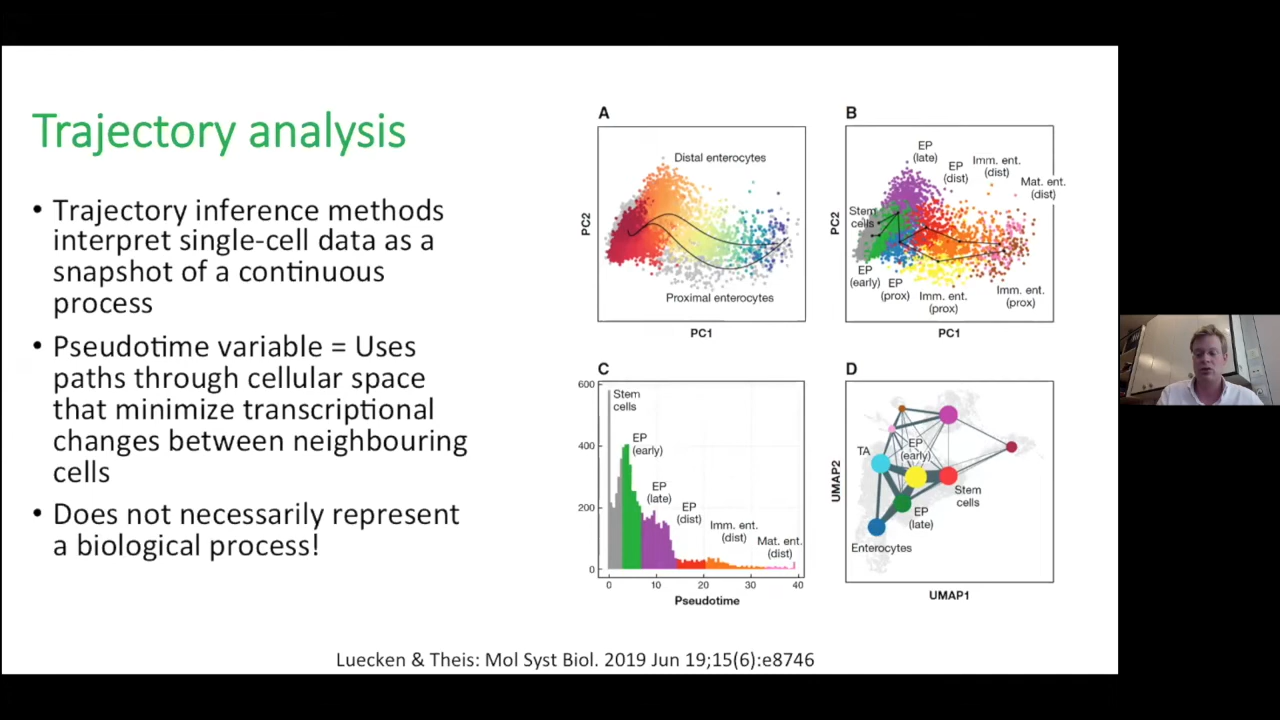 Trajectory analysis
• Trajectory inference methods
interpret single-cell data as a
snapshot of a continuous
process
• Pseudotime variable = Uses
paths through cellular space
that minimize transcriptional
changes between neighbouring
cells
• Does not necessarily represent
a biological process!
A
Distal enterocytes
Proximal enterocytes
PC2
PC1
B
EP
(late)
EP
(dist)
Imm. ent.
(dist)
Mat. ent.
(dist)
Stem
cells
EP
(early)
EP
(prox)
Imm. ent.
(prox)
Imm. ent.
(prox)
PC2
PC1
C
600
400
200
0
Stem
cells
EP
(early)
EP
(late)
EP
(dist)
Imm. ent.
(dist)
Mat. ent.
(dist)
0 10 20 30 40
Pseudotime
D
TA
EP
(early)
Stem
cells
EP
(late)
Enterocytes
UMAP2
UMAP1
Luecken & Theis: Mol Syst Biol. 2019 Jun 19;15(6):e8746